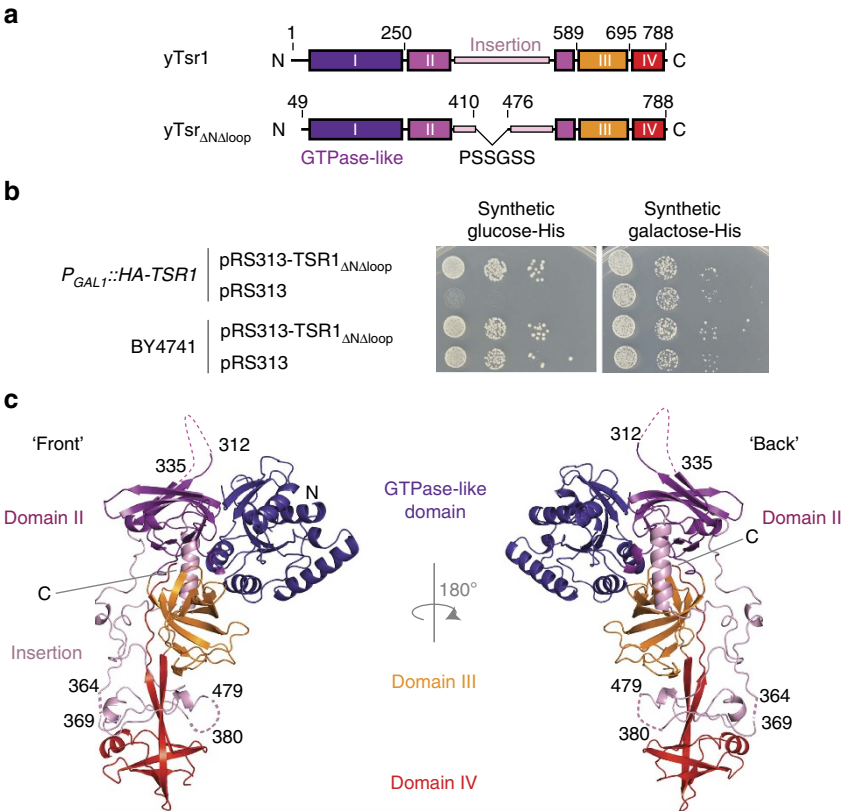 a
1 250 Insertion 589 695 788
yTsr1 N I II III IV C
49 410 476 788
yTsrΔNΔloop N I II III IV C
GTPase-like PSSGSS
b
Synthetic glucose-His
Synthetic galactose-His
PGAL1::HA-TSR1
pRS313-TSR1ΔNΔloop
pRS313
BY4741
pRS313-TSR1ΔNΔloop
pRS313
c
'Front'
312
335
N
Domain II
C
Insertion
364
369
479
380
GTPase-like
domain
180°
Domain III
Domain IV
312
335
'Back'
Domain II
C
479
380
364
369